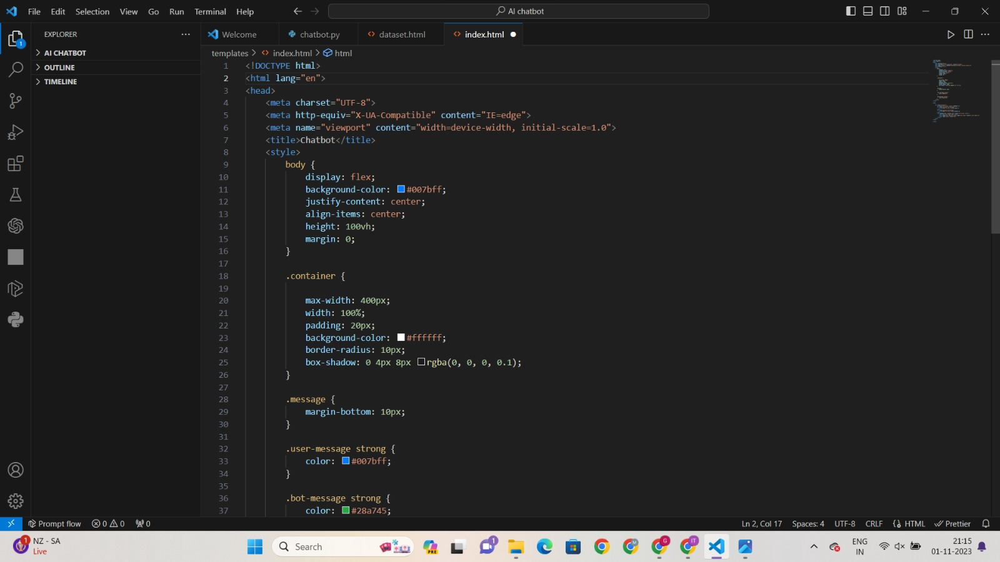 File Edit Selection View Go Run Terminal Help
AI chatbot
EXPLORER
AI CHATBOT
OUTLINE
TIMELINE
1
Welcome chatbot.py dataset.html index.html
templates > index.html > html
1 <!DOCTYPE html>
2 <html lang="en">
3 <head>
4 <meta charset="UTF-8">
5 <meta http-equiv="X-UA-Compatible" content="IE=edge">
6 <meta name="viewport" content="width=device-width, initial-scale=1.0">
7 <title>Chatbot</title>
8 <style>
9 body {
10 display: flex;
11 background-color: #007bff;
12 justify-content: center;
13 align-items: center;
14 height: 100vh;
15 margin: 0;
16 }
17
18 .container {
19
20 max-width: 400px;
21 width: 100%;
22 padding: 20px;
23 background-color: #ffffff;
24 border-radius: 10px;
25 box-shadow: 0 4px 8px rgba(0, 0, 0, 0.1);
26 }
27
28 .message {
29 margin-bottom: 10px;
30 }
31
32 .user-message strong {
33 color: #007bff;
34 }
35
36 .bot-message strong {
37 color: #28a745;
Prompt flow 0 0 0 Ln 2, Col 17 Spaces: 4 UTF-8 CRLF {} HTML Prettier
1 NZ - SA
Live
Search
PRE
1
G
M
IT
ENG
IN
21:15
01-11-2023